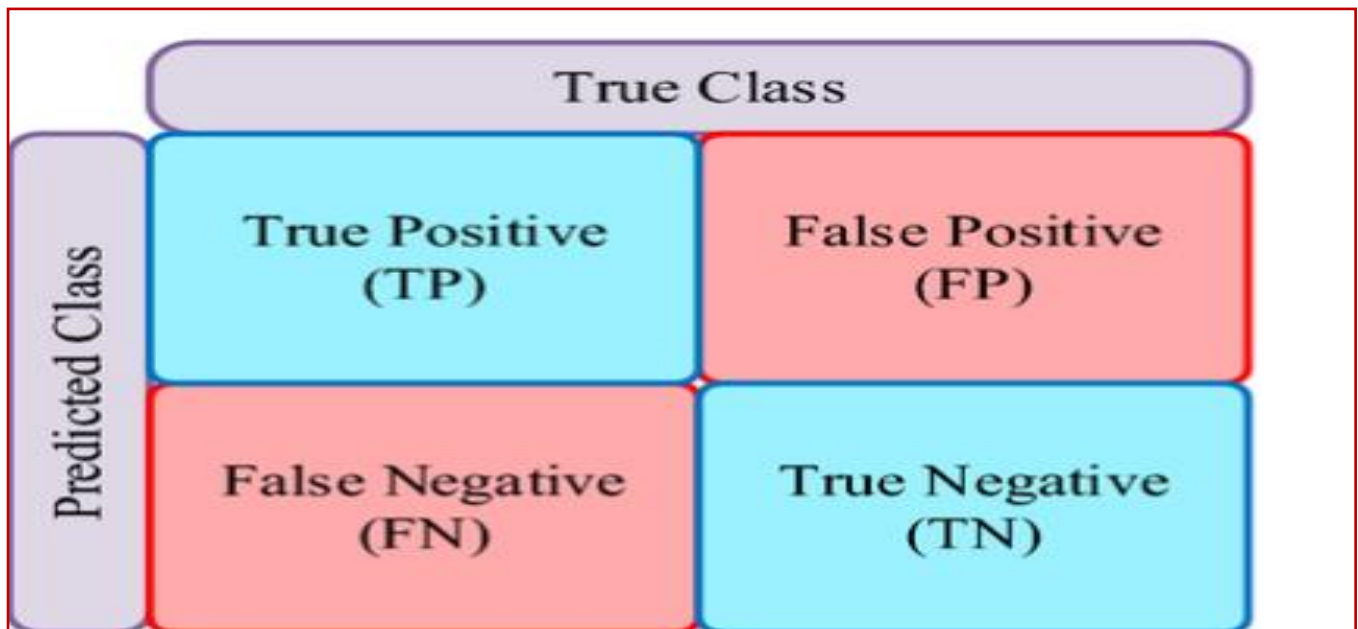 True Class
Predicted Class
True Positive
(TP)
False Positive
(FP)
False Negative
(FN)
True Negative
(TN)